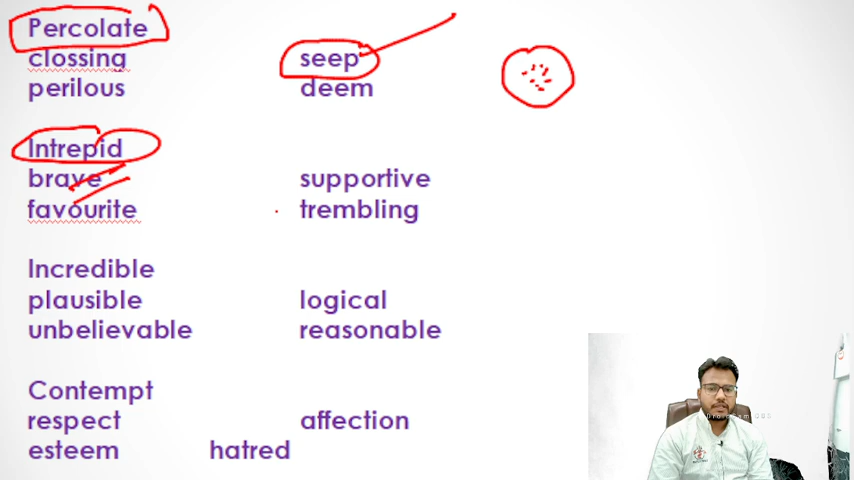 Percolate
clossing seep
perilous deem
Intrepid
brave supportive
favourite trembling
Incredible
plausible logical
unbelievable reasonable
Contempt
respect affection
esteem hatred